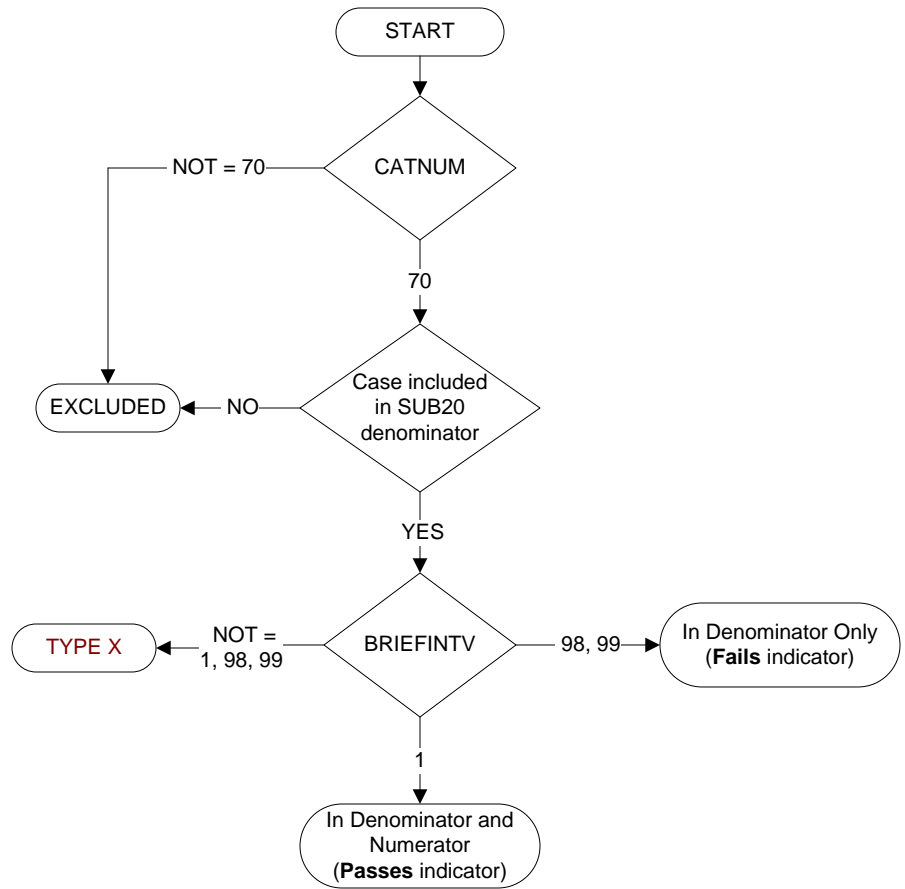 START
NOT = 70
CATNUM
70
Case included
in SUB20
denominator
EXCLUDED
NO
YES
TYPE X
NOT =
1, 98, 99
BRIEFINTV
98, 99
In Denominator Only
(Fails indicator)
1
In Denominator and
Numerator
(Passes indicator)